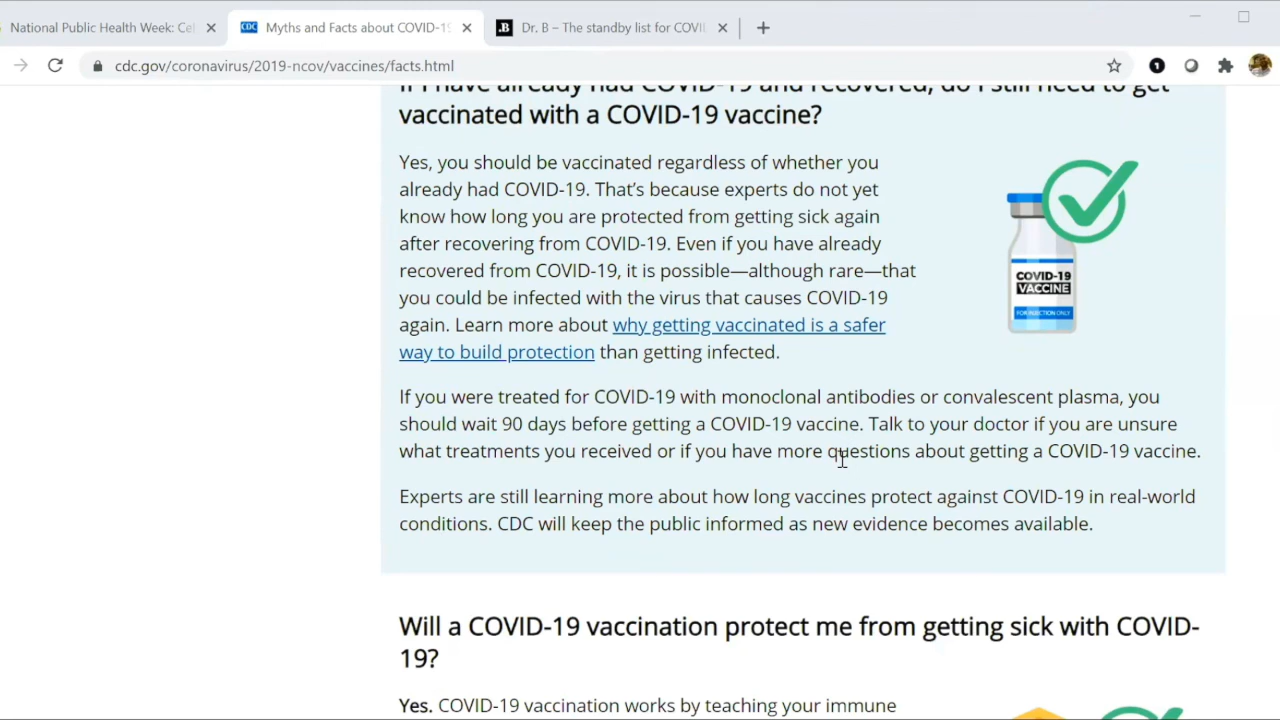 National Public Health Week: Cel
CDC Myths and Facts about COVID-19
.B Dr. B – The standby list for COVI
cdc.gov/coronavirus/2019-ncov/vaccines/facts.html
If I have already had COVID-19 and recovered, do I still need to get
vaccinated with a COVID-19 vaccine?
Yes, you should be vaccinated regardless of whether you
already had COVID-19. That’s because experts do not yet
know how long you are protected from getting sick again
after recovering from COVID-19. Even if you have already
recovered from COVID-19, it is possible—although rare—that
you could be infected with the virus that causes COVID-19
again. Learn more about why getting vaccinated is a safer
way to build protection than getting infected.
COVID-19
VACCINE
FOR INJECTION ONLY
If you were treated for COVID-19 with monoclonal antibodies or convalescent plasma, you
should wait 90 days before getting a COVID-19 vaccine. Talk to your doctor if you are unsure
what treatments you received or if you have more questions about getting a COVID-19 vaccine.
Experts are still learning more about how long vaccines protect against COVID-19 in real-world
conditions. CDC will keep the public informed as new evidence becomes available.
Will a COVID-19 vaccination protect me from getting sick with COVID-
19?
Yes. COVID-19 vaccination works by teaching your immune